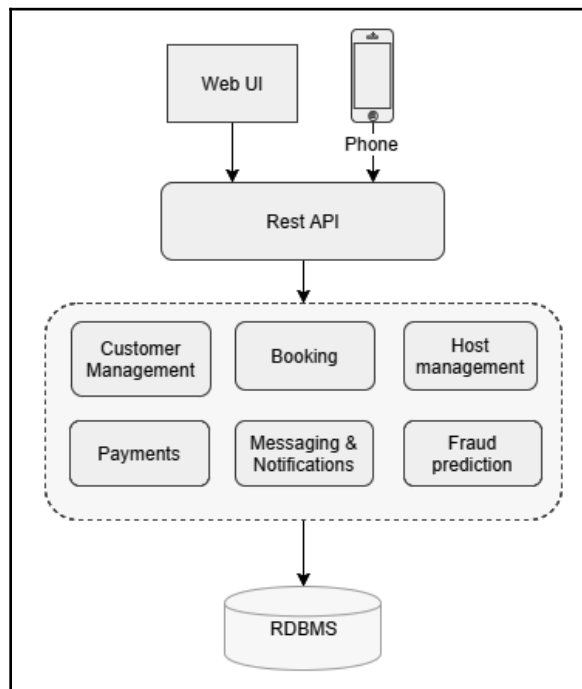 Web UI
Phone
Rest API
Customer
Management
Booking
Host
management
Payments
Messaging &
Notifications
Fraud
prediction
RDBMS